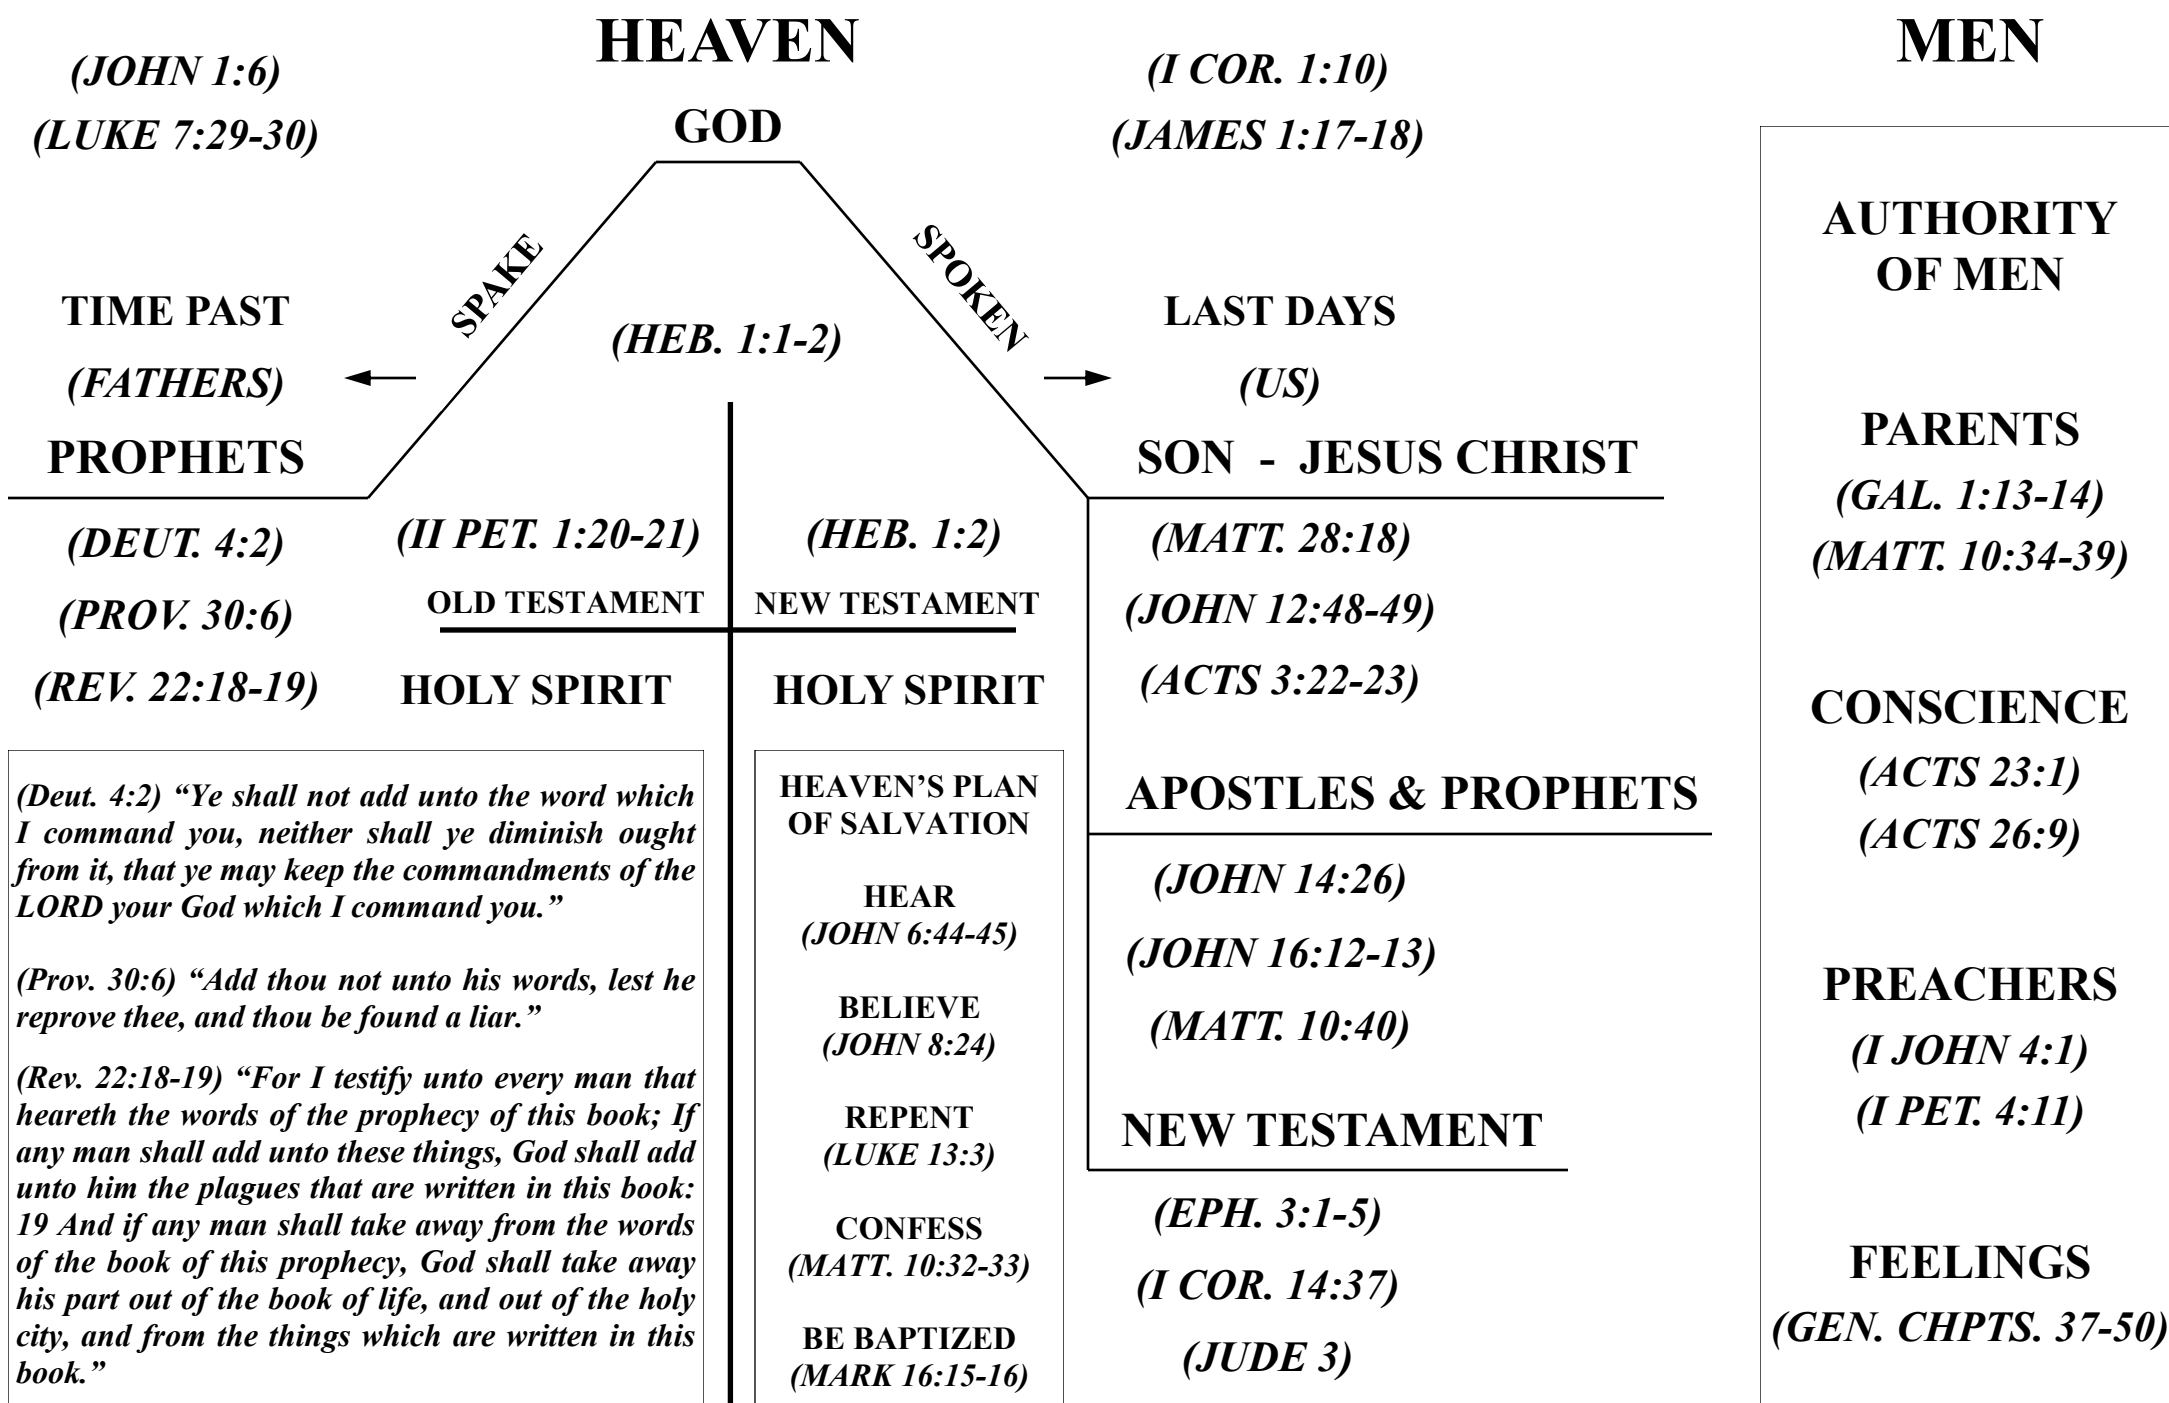 HEAVEN
MEN
(JOHN 1:6)
(LUKE 7:29-30)
GOD
(I COR. 1:10)
(JAMES 1:17-18)
SPAKE
SPOKEN
(HEB. 1:1-2)
TIME PAST
(FATHERS)
PROPHETS
(DEUT. 4:2)
(PROV. 30:6)
(REV. 22:18-19)
(II PET. 1:20-21)
OLD TESTAMENT
HOLY SPIRIT
(HEB. 1:2)
NEW TESTAMENT
HOLY SPIRIT
(Deut. 4:2) “Ye shall not add unto the word which
I command you, neither shall ye diminish ought
from it, that ye may keep the commandments of the
LORD your God which I command you.”
(Prov. 30:6) “Add thou not unto his words, lest he
reprove thee, and thou be found a liar.”
(Rev. 22:18-19) “For I testify unto every man that
heareth the words of the prophecy of this book; If
any man shall add unto these things, God shall add
unto him the plagues that are written in this book:
19 And if any man shall take away from the words
of the book of this prophecy, God shall take away
his part out of the book of life, and out of the holy
city, and from the things which are written in this
book.”
HEAVEN’S PLAN
OF SALVATION
HEAR
(JOHN 6:44-45)
BELIEVE
(JOHN 8:24)
REPENT
(LUKE 13:3)
CONFESS
(MATT. 10:32-33)
BE BAPTIZED
(MARK 16:15-16)
LAST DAYS
(US)
SON - JESUS CHRIST
(MATT. 28:18)
(JOHN 12:48-49)
(ACTS 3:22-23)
APOSTLES & PROPHETS
(JOHN 14:26)
(JOHN 16:12-13)
(MATT. 10:40)
NEW TESTAMENT
(EPH. 3:1-5)
(I COR. 14:37)
(JUDE 3)
AUTHORITY
OF MEN
PARENTS
(GAL. 1:13-14)
(MATT. 10:34-39)
CONSCIENCE
(ACTS 23:1)
(ACTS 26:9)
PREACHERS
(I JOHN 4:1)
(I PET. 4:11)
FEELINGS
(GEN. CHPTS. 37-50)